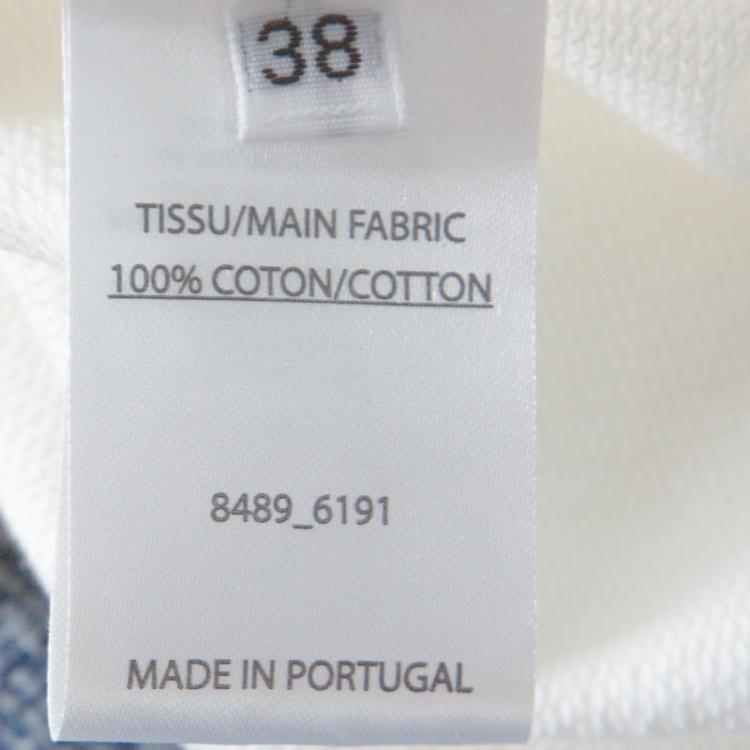 38
TISSU/MAIN FABRIC
100% COTON/COTTON
8489_6191
MADE IN PORTUGAL